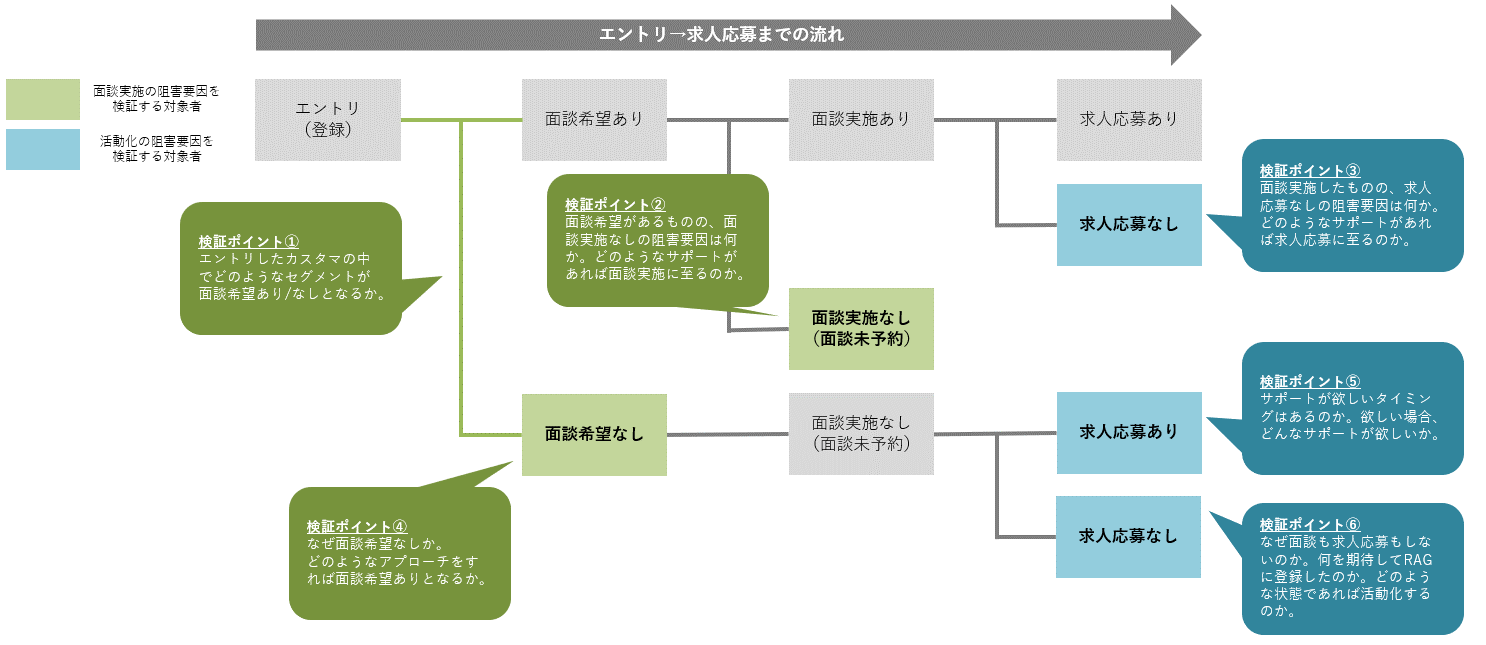 エントリ→求人応募までの流れ
面談実施の阻害要因を
検証する対象者
活動化の阻害要因を
検証する対象者
エントリ
(登録)
面談希望あり
面談実施あり
求人応募あり
検証ポイント③
面談実施したものの、求人
応募なしの阻害要因は何か。
どのようなサポートがあれ
ば求人応募に至るのか。
求人応募なし
検証ポイント②
面談希望があるものの、面
談実施なしの阻害要因は何
か。どのようなサポートが
あれば面談実施に至るのか。
検証ポイント①
エントリしたカスタマの中
でどのようなセグメントが
面談希望あり/なしとなるか。
面談実施なし
(面談未予約)
面談希望なし
面談実施なし
(面談未予約)
求人応募あり
検証ポイント⑤
サポートが欲しいタイミン
グはあるのか。欲しい場合、
どんなサポートが欲しいか。
検証ポイント④
なぜ面談希望なしか。
どのようなアプローチをす
れば面談希望ありとなるか。
求人応募なし
検証ポイント⑥
なぜ面談も求人応募もしな
いのか。何を期待してRAG
に登録したのか。どのよう
な状態であれば活動化する
のか。